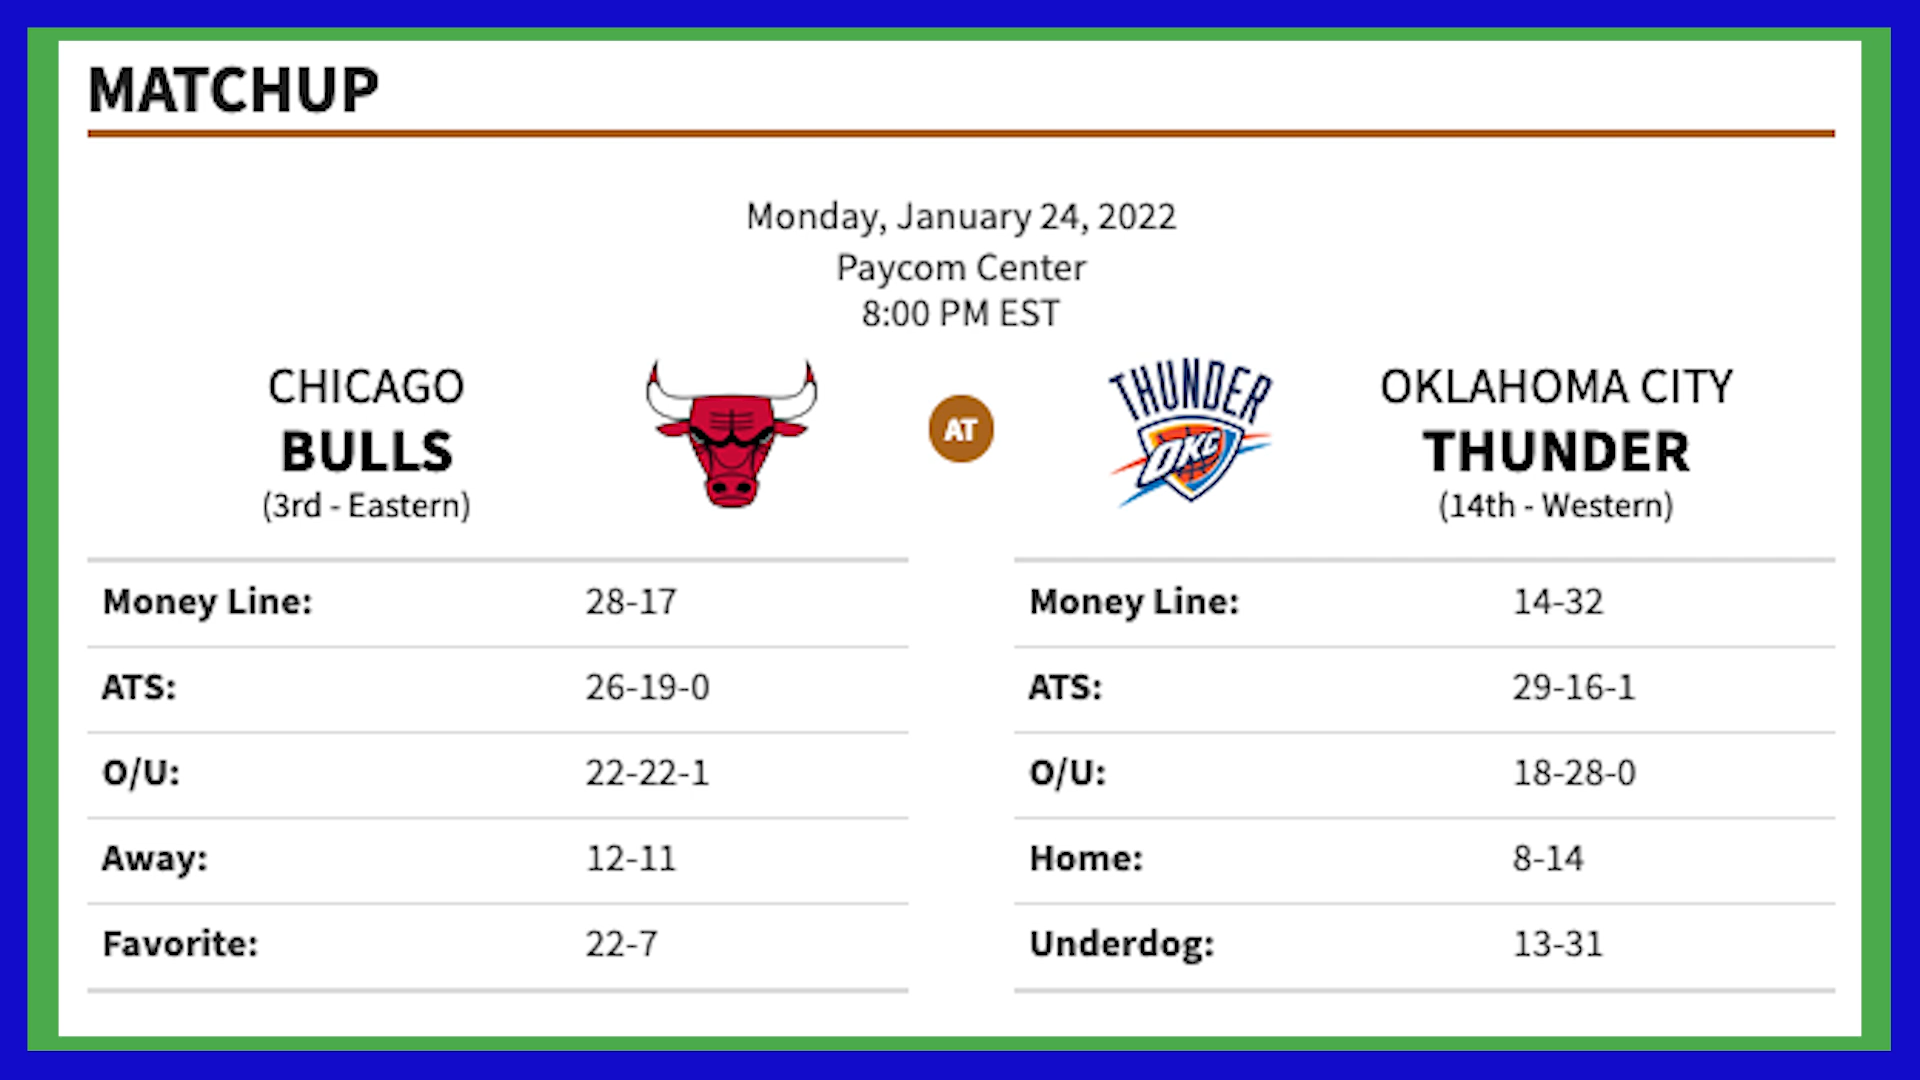 MATCHUP
Monday, January 24, 2022
Paycom Center
8:00 PM EST
CHICAGO
BULLS
(3rd - Eastern)
AT
THUNDER
OKC
OKLAHOMA CITY
THUNDER
(14th - Western)
Money Line: 28-17
ATS: 26-19-0
O/U: 22-22-1
Away: 12-11
Favorite: 22-7
Money Line: 14-32
ATS: 29-16-1
O/U: 18-28-0
Home: 8-14
Underdog: 13-31